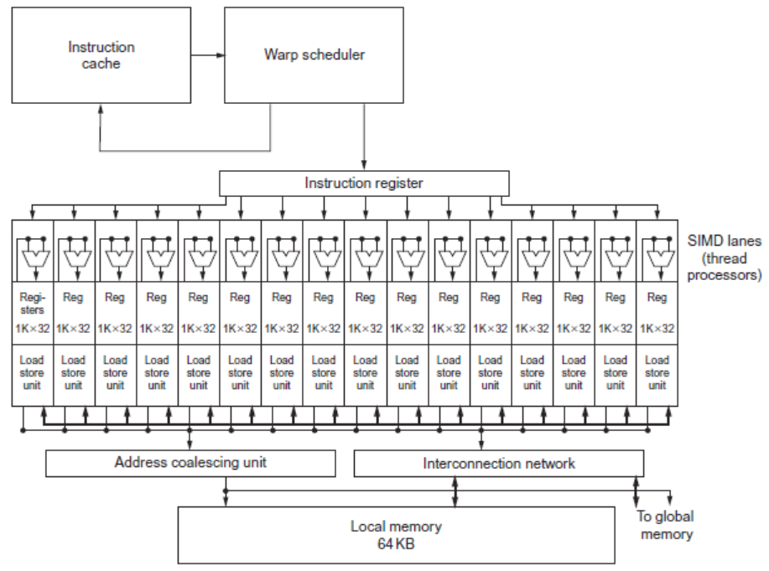 Instruction
cache
Warp scheduler
Instruction register
SIMD lanes
(thread
processors)
Regi-
sters
Reg Reg Reg Reg Reg Reg Reg Reg Reg Reg Reg Reg Reg Reg Reg
1K×32 1K×32 1K×32 1K×32 1K×32 1K×32 1K×32 1K×32 1K×32 1K×32 1K×32 1K×32 1K×32 1K×32 1K×32 1K×32
Load Load Load Load Load Load Load Load Load Load Load Load Load Load Load Load
store store store store store store store store store store store store store store store store
unit unit unit unit unit unit unit unit unit unit unit unit unit unit unit unit
Address coalescing unit
Interconnection network
Local memory
64 KB
To global
memory